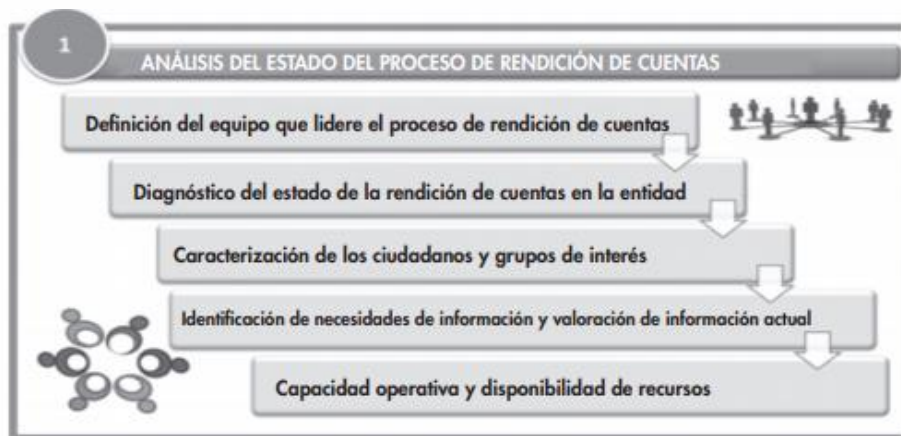 1
ANÁLISIS DEL ESTADO DEL PROCESO DE RENDICIÓN DE CUENTAS
Definición del equipo que lidere el proceso de rendición de cuentas
Diagnóstico del estado de la rendición de cuentas en la entidad
Caracterización de los ciudadanos y grupos de interés
Identificación de necesidades de información y valoración de información actual
Capacidad operativa y disponibilidad de recursos